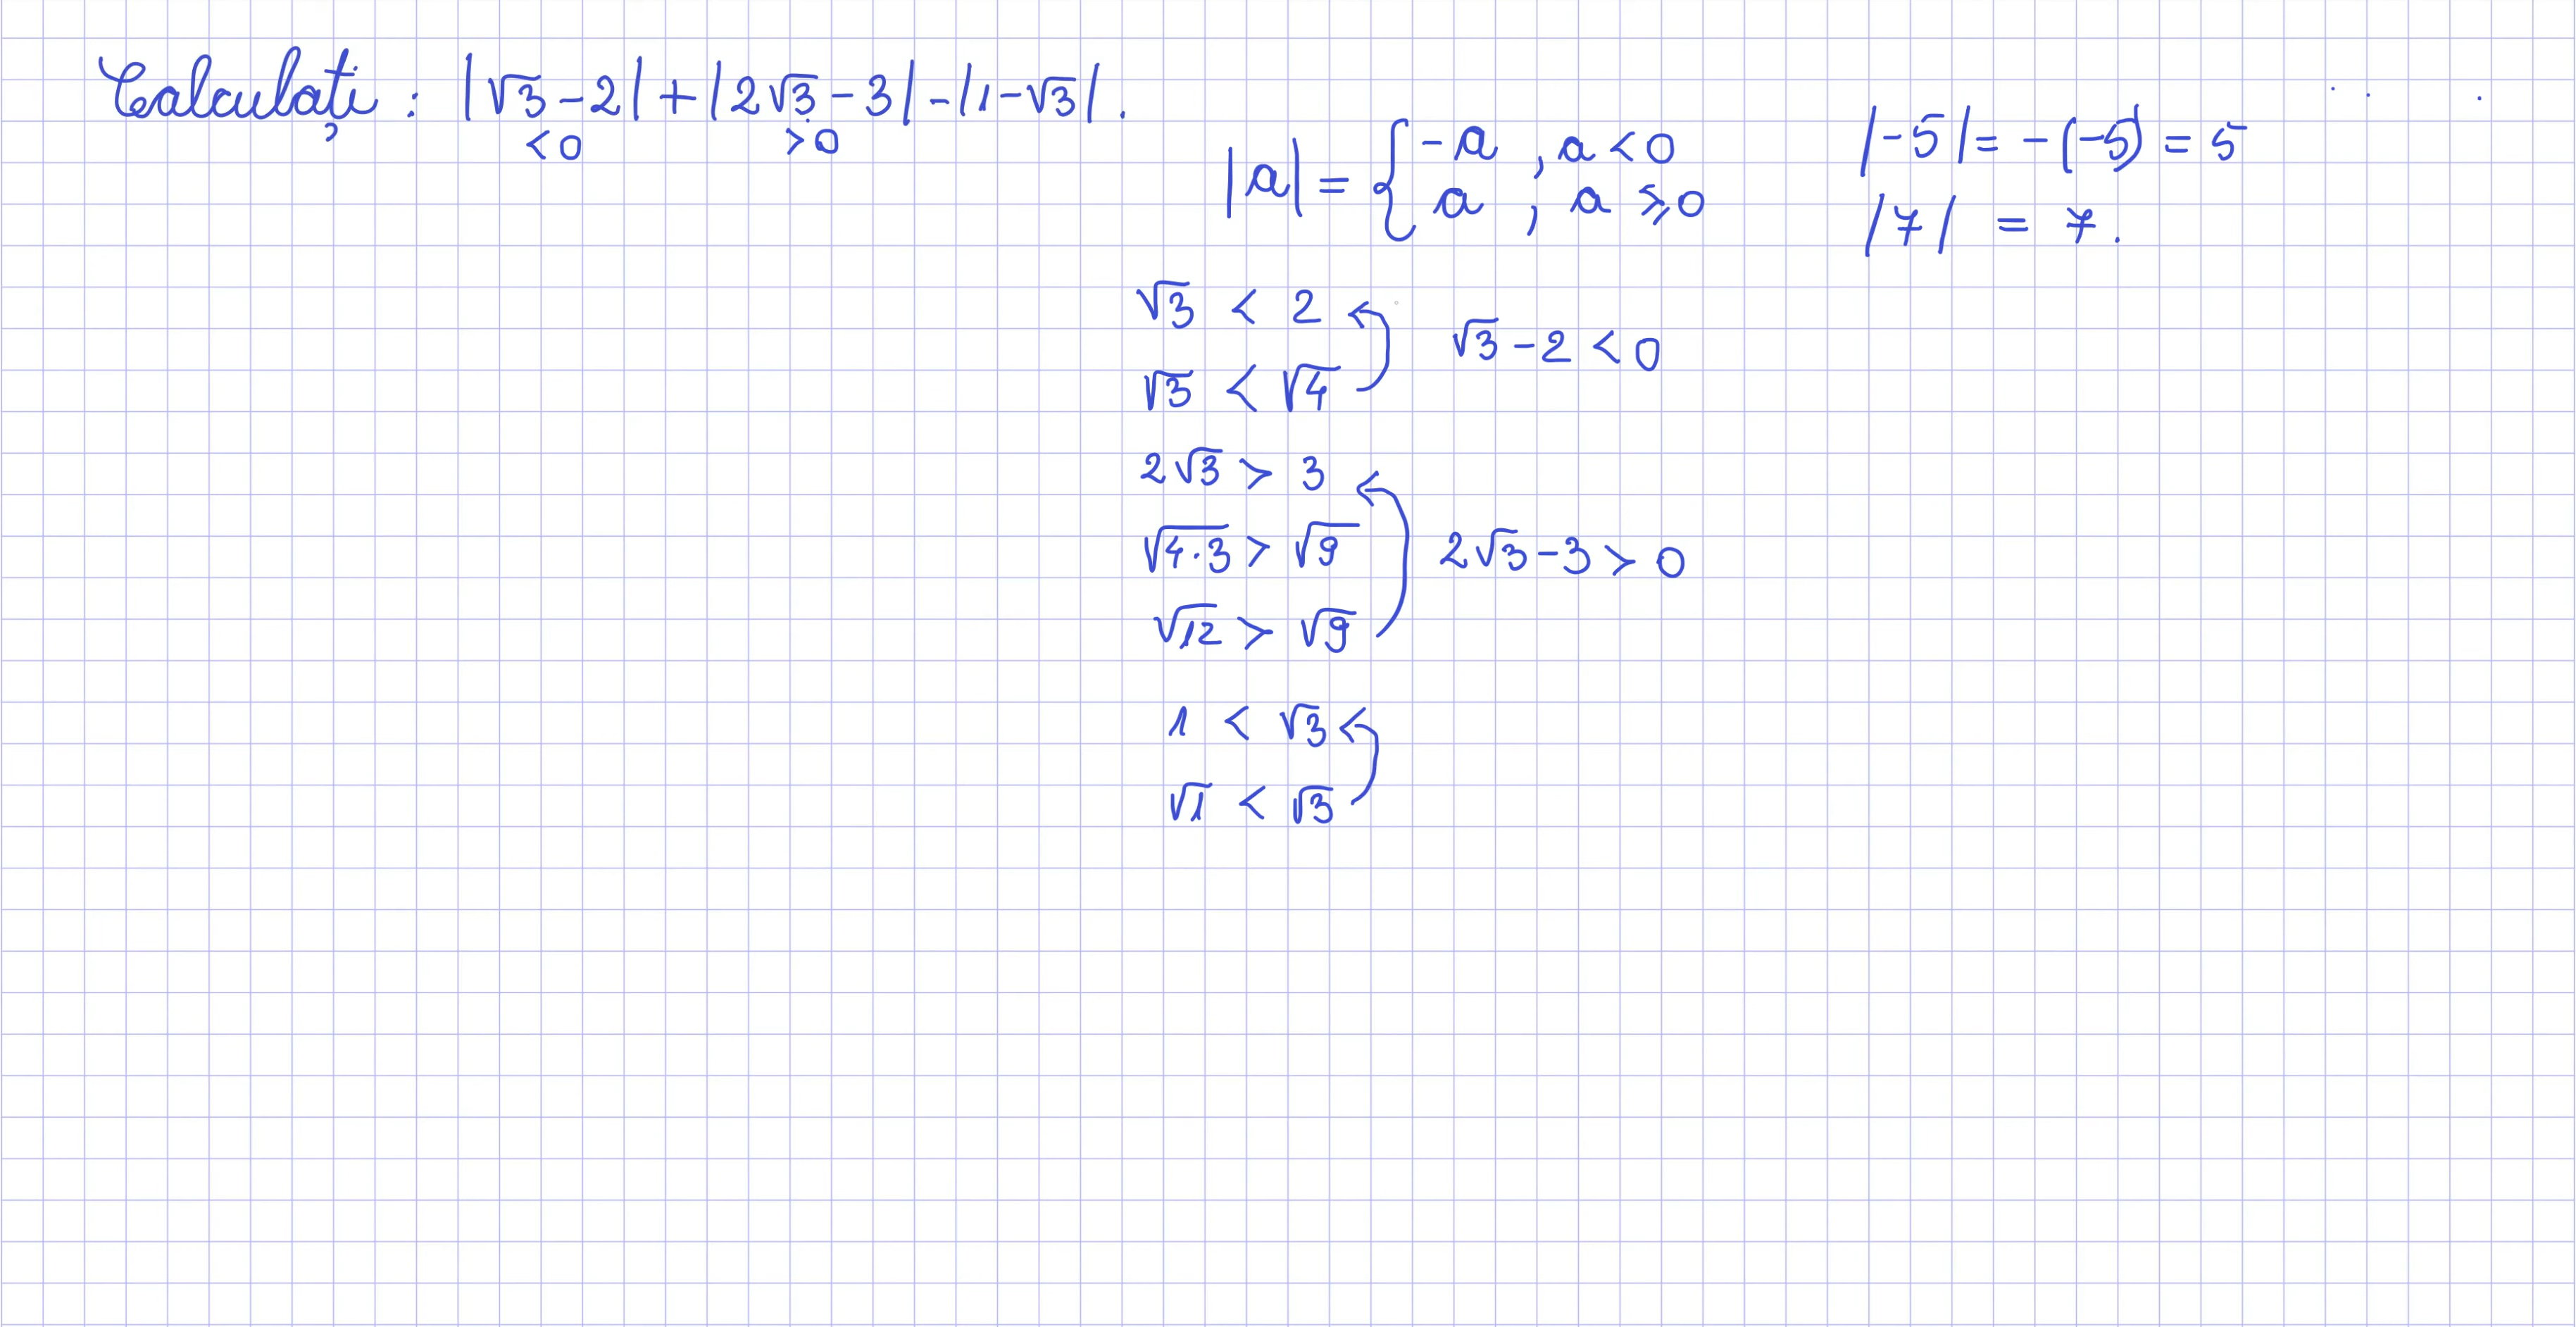 Calculați : |√3 - 2| + |2√3 - 3| - |1 - √3|.
<0 >0
|a| = { -a , a < 0
a , a ⩾ 0
|-5| = -(-5) = 5
|7| = 7.
√3 < 2
√3 < √4
√3 - 2 < 0
2√3 > 3
√4·3 > √9
√12 > √9
2√3 - 3 > 0
1 < √3
√1 < √3